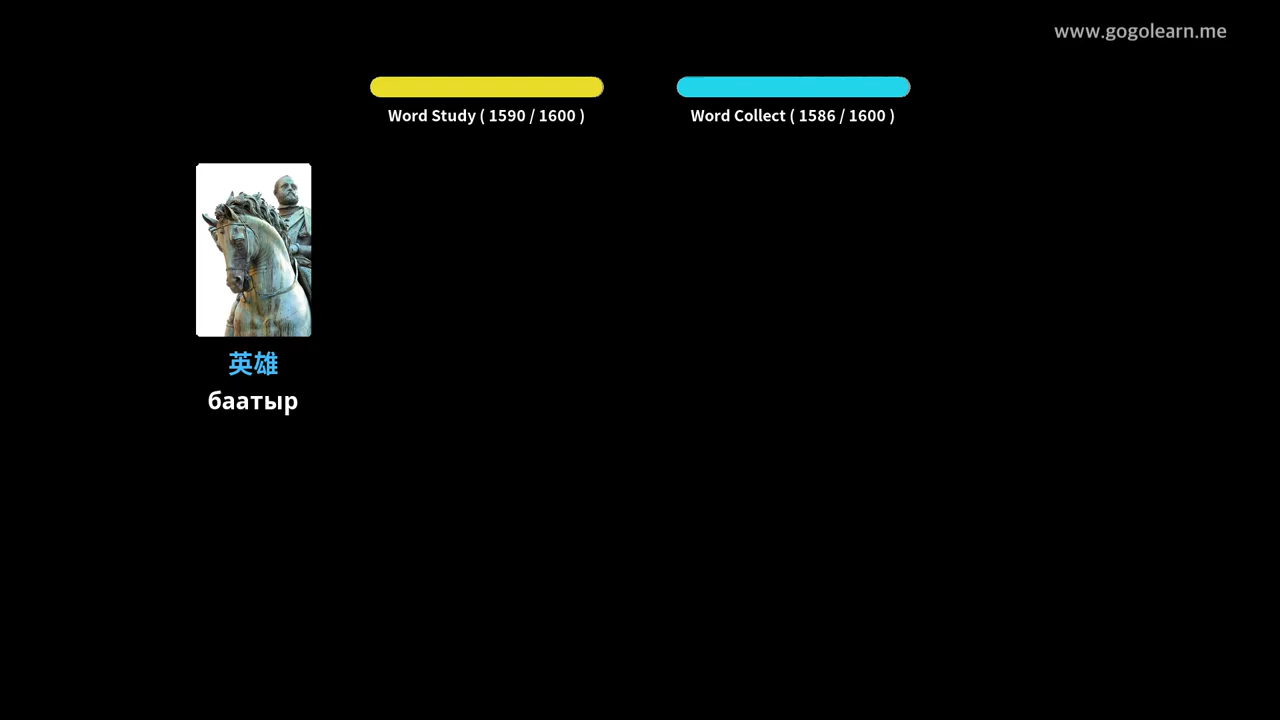 www.gogolearn.me
Word Study ( 1590 / 1600 )
Word Collect ( 1586 / 1600 )
英雄
баатыр